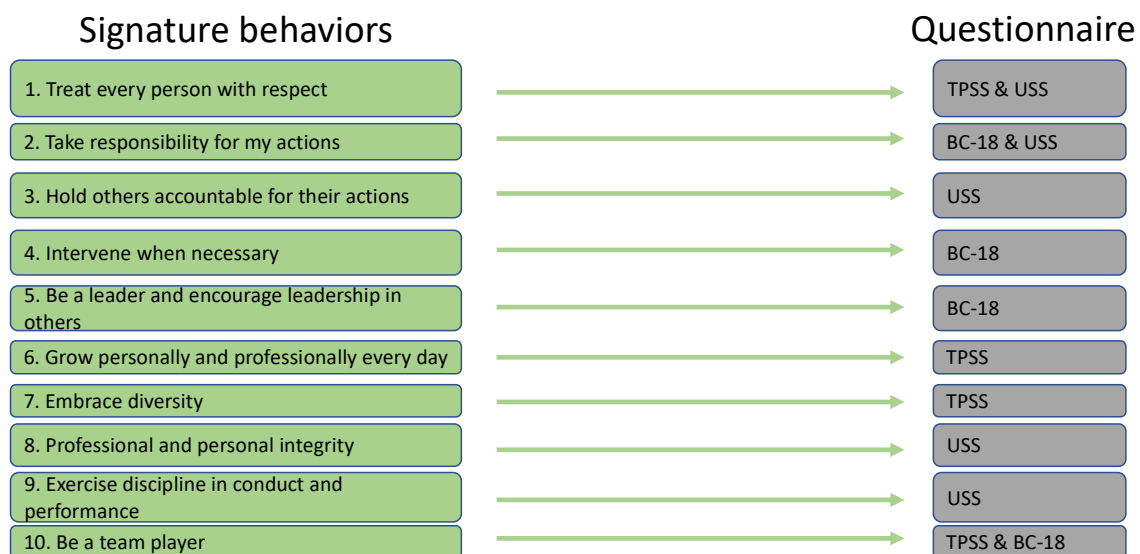 Signature behaviors
Questionnaire
1. Treat every person with respect
TPSS & USS
2. Take responsibility for my actions
BC-18 & USS
3. Hold others accountable for their actions
USS
4. Intervene when necessary
BC-18
5. Be a leader and encourage leadership in
others
BC-18
6. Grow personally and professionally every day
TPSS
7. Embrace diversity
TPSS
8. Professional and personal integrity
USS
9. Exercise discipline in conduct and
performance
USS
10. Be a team player
TPSS & BC-18